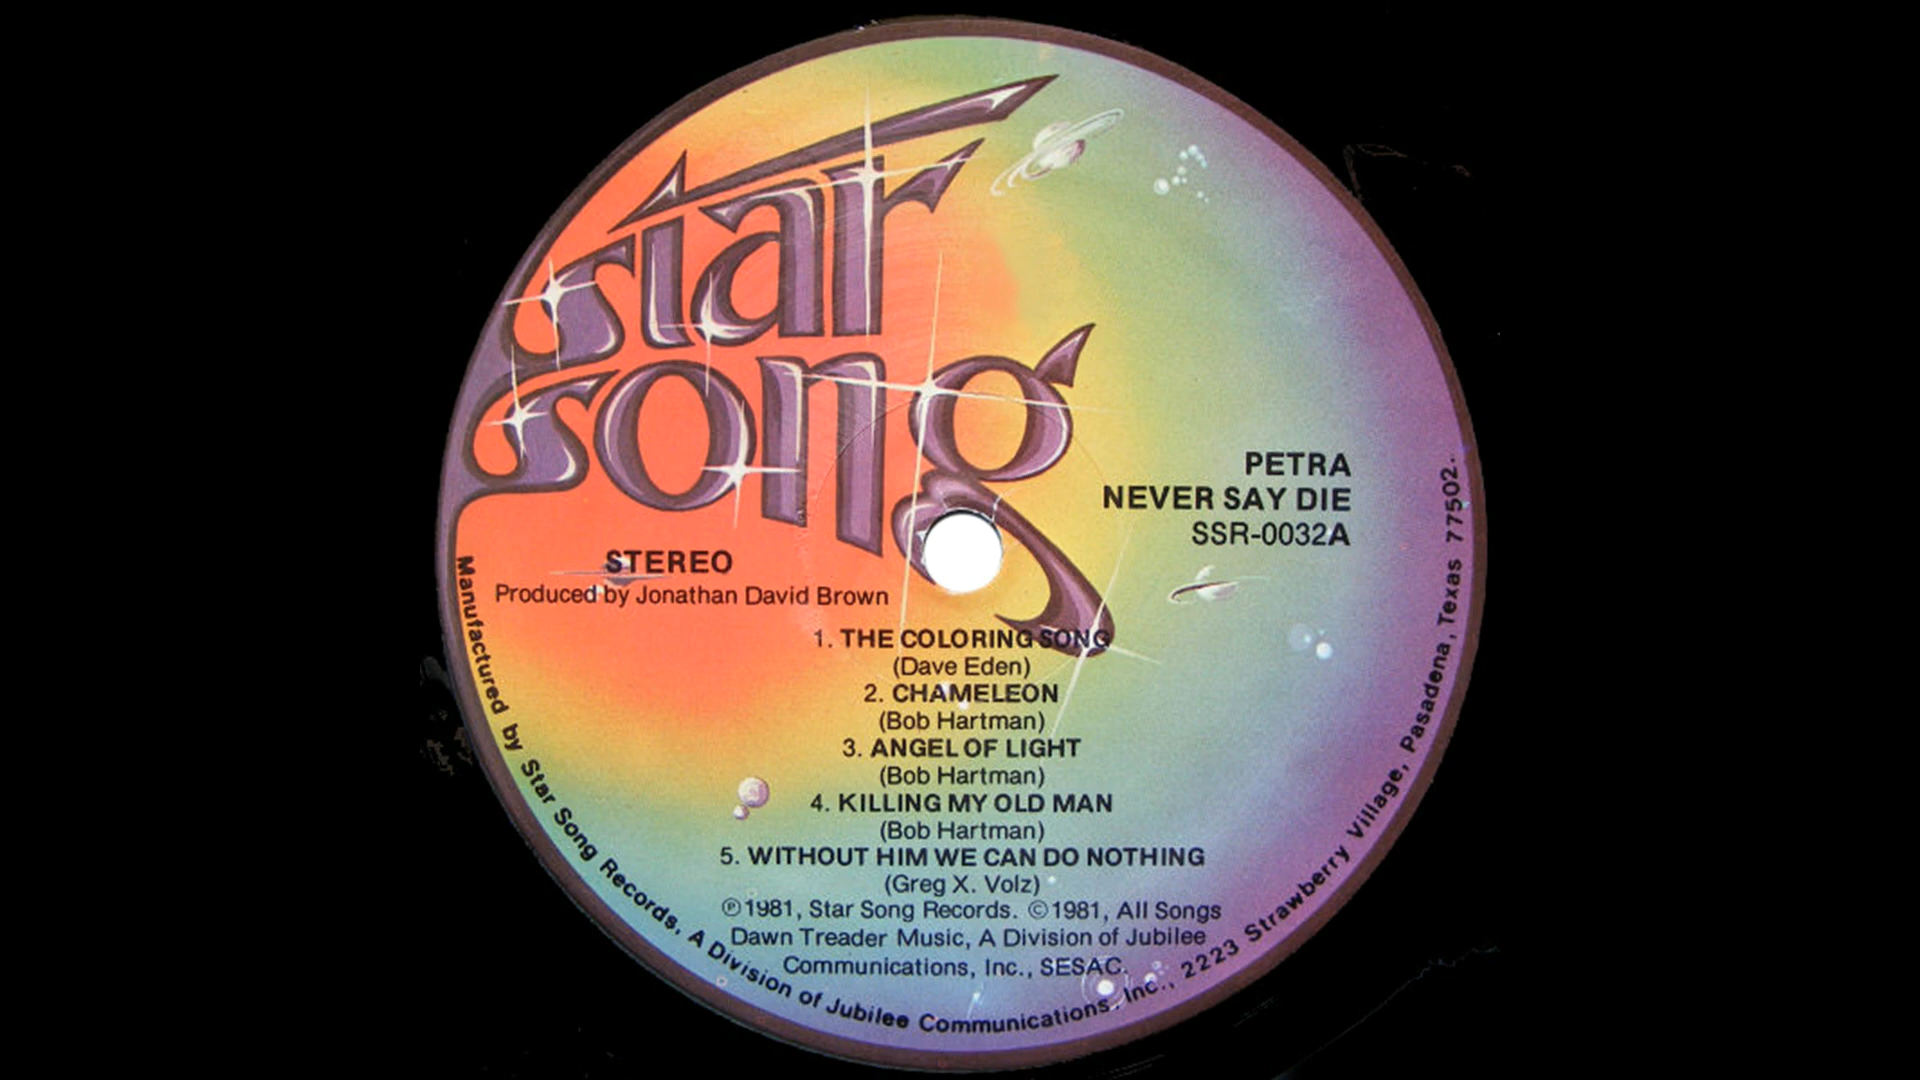 star
song
PETRA
NEVER SAY DIE
SSR-0032A
STEREO
Produced by Jonathan David Brown
1. THE COLORING SONG
(Dave Eden)
2. CHAMELEON
(Bob Hartman)
3. ANGEL OF LIGHT
(Bob Hartman)
4. KILLING MY OLD MAN
(Bob Hartman)
5. WITHOUT HIM WE CAN DO NOTHING
(Greg X. Volz)
℗1981, Star Song Records. ©1981, All Songs
Dawn Treader Music, A Division of Jubilee
Communications, Inc., SESAC.
Manufactured by Star Song Records, A Division of Jubilee Communications, Inc., 2223 Strawberry Village, Pasadena, Texas 77502.